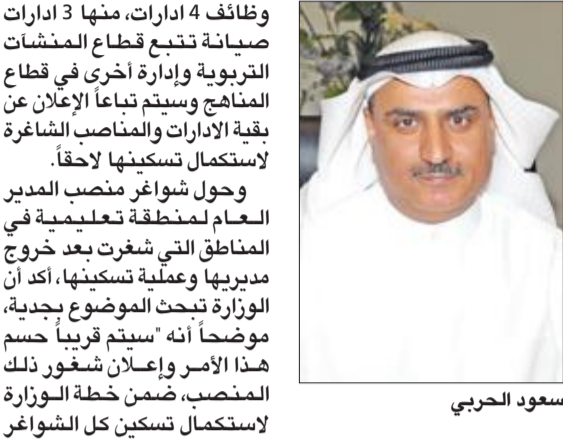 وظائف 4 ادارات، منها 3 ادارات
صيانة تتبع قطاع المنشآت
التربوية وإدارة أخرى في قطاع
المناهج وسيتم تباعاً الإعلان عن
بقية الادارات والمناصب الشاغرة
لاستكمال تسكينها لاحقاً.
وحول شواغر منصب المدير
العام لمنطقة تعليمية في
المناطق التي شغرت بعد خروج
مديريها وعملية تسكينها، أكد أن
الوزارة تبحث الموضوع بجدية،
موضحاً أنه "سيتم قريباً حسم
هذا الأمر وإعلان شغور ذلك
المنصب، ضمن خطة الوزارة
لاستكمال تسكين كل الشواغر
سعود الحربي